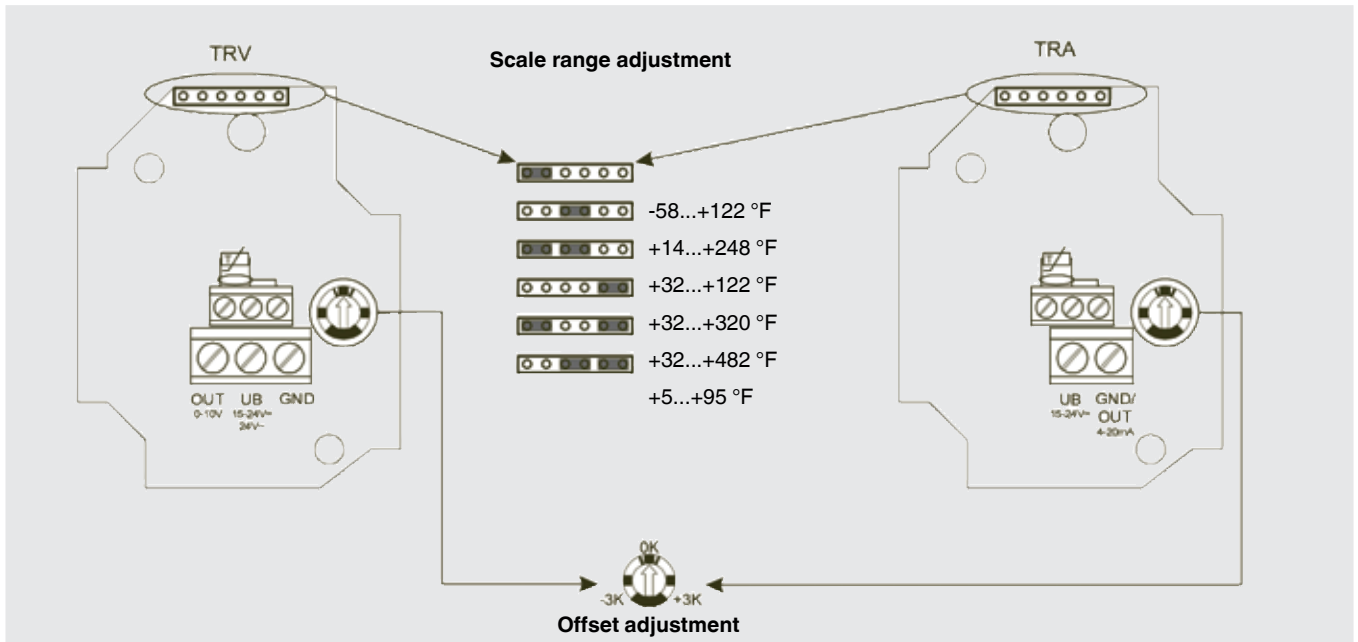 TRV
Scale range adjustment
TRA
-58...+122 °F
+14...+248 °F
+32...+122 °F
+32...+320 °F
+32...+482 °F
+5...+95 °F
OUT UB GND
0-10V 15-24V=
24V~
UB GND/
15-24V= OUT
4-20mA
0K
-3K +3K
Offset adjustment